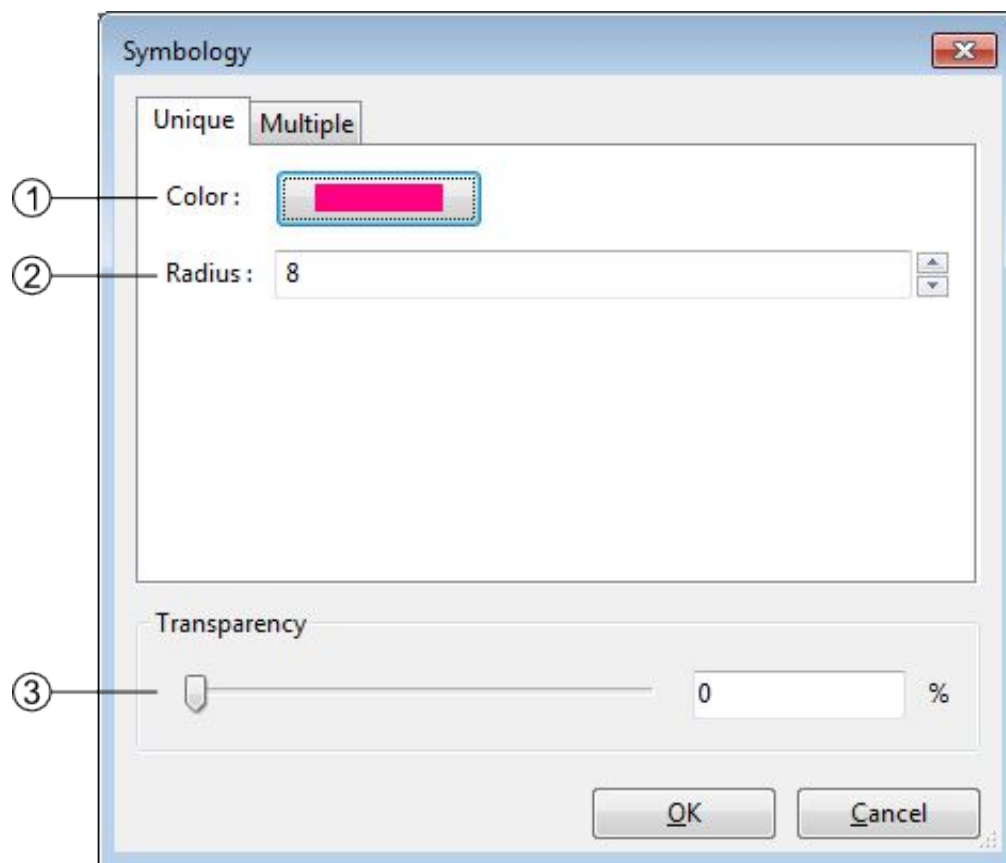 Symbology
Unique Multiple
1 Color :
2 Radius : 8
Transparency
3 0 %
OK Cancel